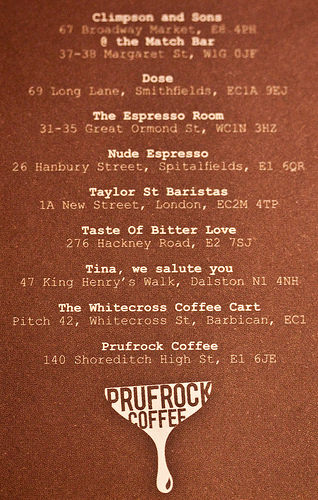 Climpson and Sons
67 Broadway Market, E8 4PH
@ the Match Bar
37-38 Margaret St, W1G 0JF
Dose
69 Long Lane, Smithfields, EC1A 9EJ
The Espresso Room
31-35 Great Ormond St, WC1N 3HZ
Nude Espresso
26 Hanbury Street, Spitalfields, E1 6QR
Taylor St Baristas
1A New Street, London, EC2M 4TP
Taste Of Bitter Love
276 Hackney Road, E2 7SJ
Tina, we salute you
47 King Henry's Walk, Dalston N1 4NH
The Whitecross Coffee Cart
Pitch 42, Whitecross St, Barbican, EC1
Prufrock Coffee
140 Shoreditch High St, E1 6JE
PRUFROCK
COFFEE